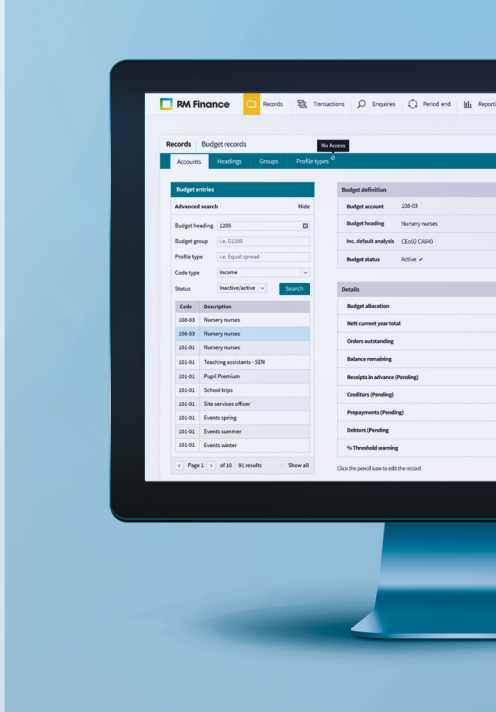 RM Finance Records Transactions Enquiries Period end Reporti
Records Budget records No Access
Accounts Headings Groups Profile types
Budget entries
Advanced search Hide
Budget heading 1205
Budget group i.e. G1205
Profile type i.e. Equal spread
Code type Income
Status Inactive/active Search
Code Description
108-03 Nursery nurses
108-03 Nursery nurses
101-01 Nursery nurses
101-01 Teaching assistants - SEN
101-01 Pupil Premium
101-01 School trips
101-01 Site services officer
101-01 Events spring
101-01 Events summer
101-01 Events winter
Page 1 of 10 91 results Show all
Budget definition
Budget account 108-03
Budget heading Nursery nurses
Inc. default analysis CE002 CA640
Budget status Active
Details
Budget allocation
Nett current year total
Orders outstanding
Balance remaining
Receipts in advance (Pending)
Creditors (Pending)
Prepayments (Pending)
Debtors (Pending
% Threshold warning
Click the pencil icon to edit the record